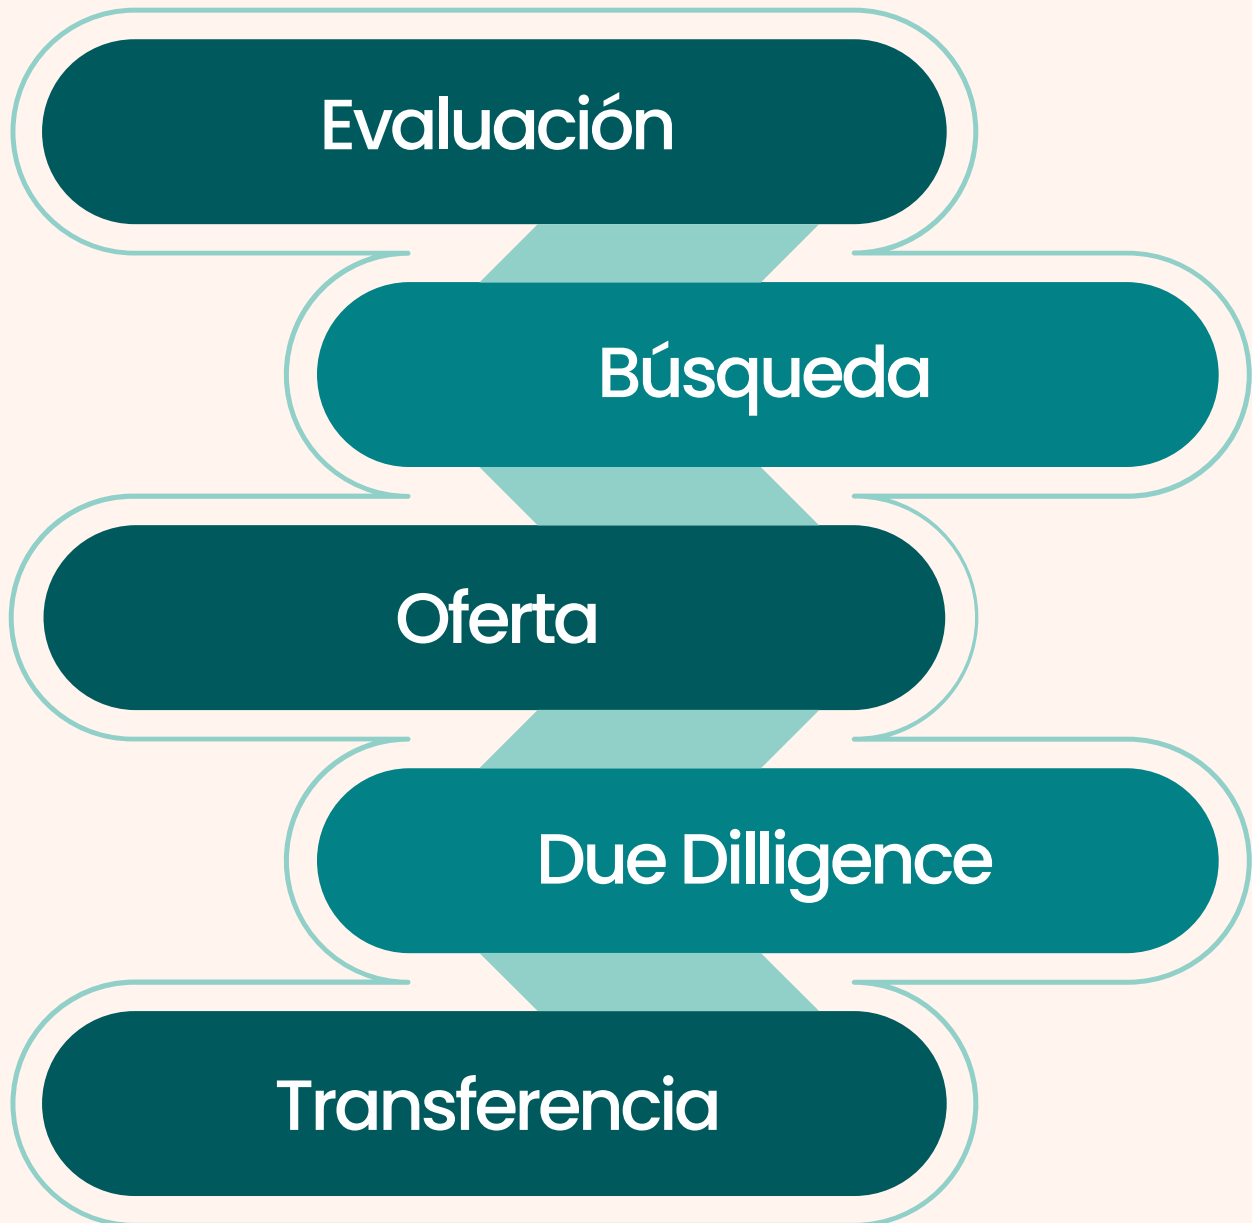 Evaluación
Búsqueda
Oferta
Due Dilligence
Transferencia